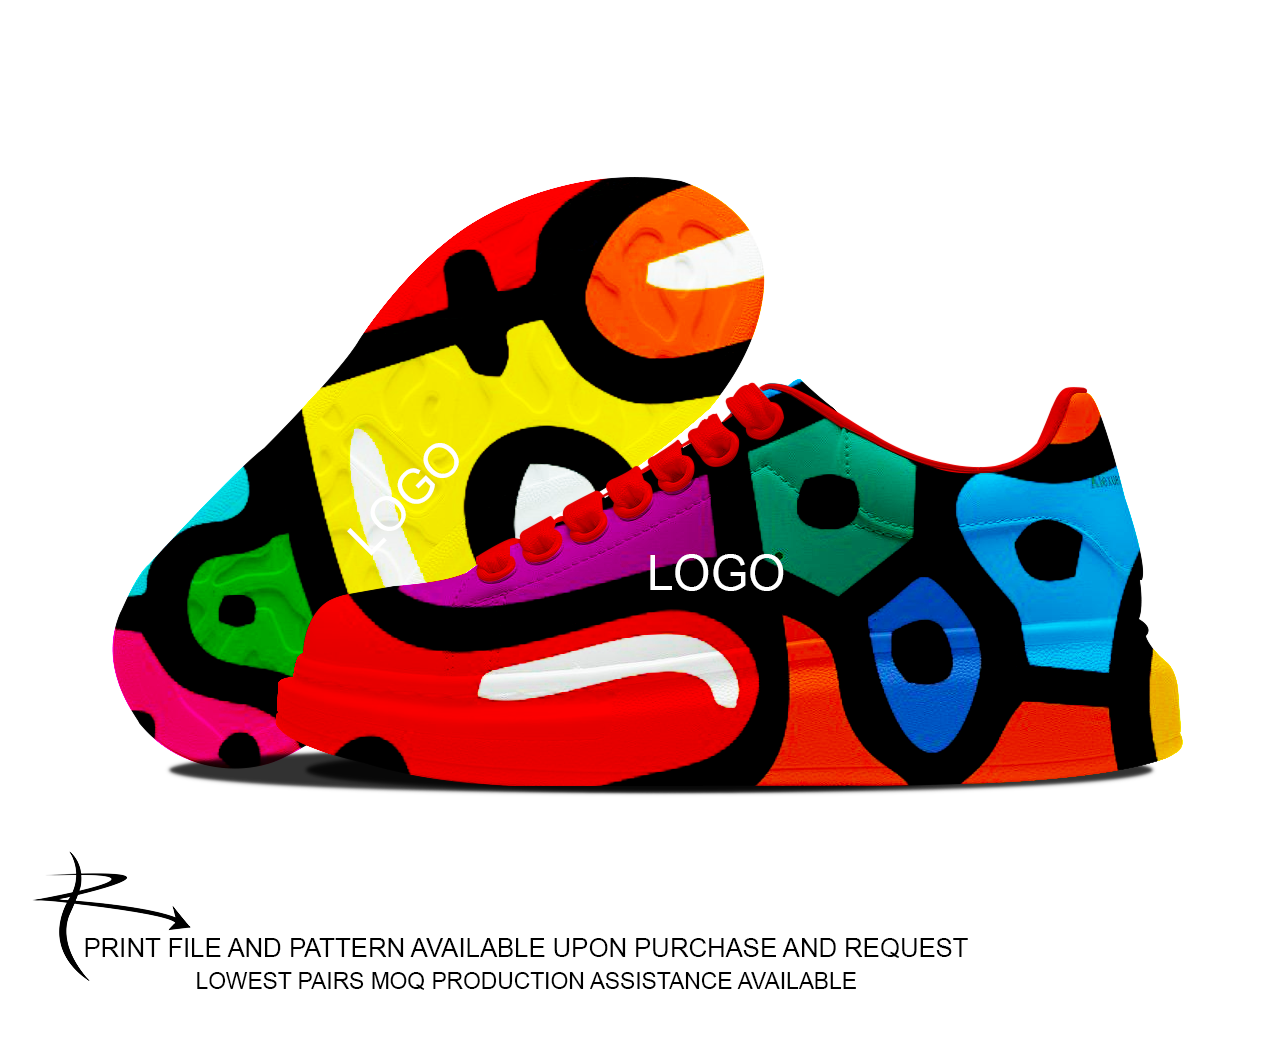 LOGO
LOGO
PRINT FILE AND PATTERN AVAILABLE UPON PURCHASE AND REQUEST
LOWEST PAIRS MOQ PRODUCTION ASSISTANCE AVAILABLE